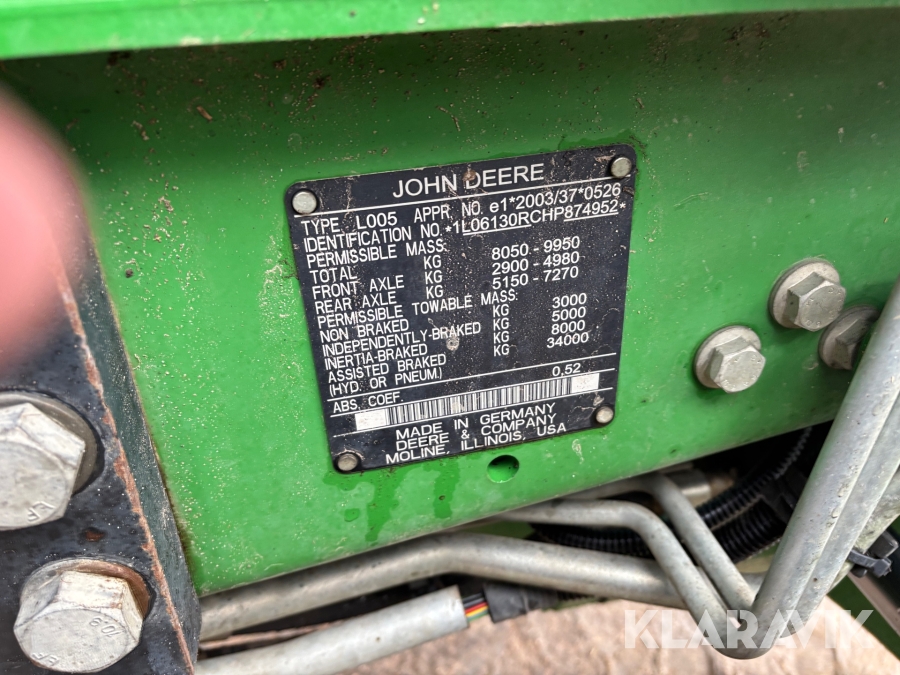 JOHN DEERE
TYPE L005 APPR. NO. e1*2003/37*0526
IDENTIFICATION NO. *1L06130RCHP874952*
PERMISSIBLE MASS:
TOTAL KG 8050 - 9950
FRONT AXLE KG 2900 - 4980
REAR AXLE KG 5150 - 7270
PERMISSIBLE TOWABLE MASS:
NON BRAKED KG 3000
INDEPENDENTLY-BRAKED KG 5000
INERTIA-BRAKED KG 8000
ASSISTED BRAKED KG 34000
(HYD. OR PNEUM.)
ABS. COEF. 0,52
MADE IN GERMANY
DEERE & COMPANY
MOLINE, ILLINOIS, USA
10.9
KLARAVIK